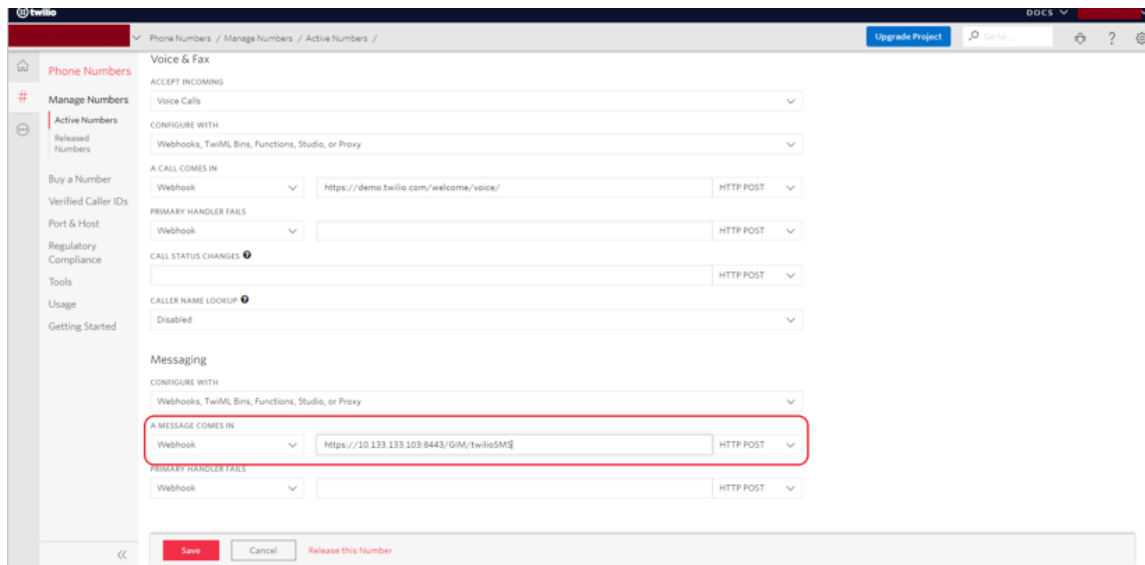 twilio DOCS
Phone Numbers / Manage Numbers / Active Numbers / Upgrade Project Go to...
Phone Numbers
Manage Numbers
Active Numbers
Released
Numbers
Buy a Number
Verified Caller IDs
Port & Host
Regulatory
Compliance
Tools
Usage
Getting Started
Voice & Fax
ACCEPT INCOMING
Voice Calls
CONFIGURE WITH
Webhooks, TwiML Bins, Functions, Studio, or Proxy
A CALL COMES IN
Webhook https://demo.twilio.com/welcome/voice/ HTTP POST
PRIMARY HANDLER FAILS
Webhook HTTP POST
CALL STATUS CHANGES ?
HTTP POST
CALLER NAME LOOKUP ?
Disabled
Messaging
CONFIGURE WITH
Webhooks, TwiML Bins, Functions, Studio, or Proxy
A MESSAGE COMES IN
Webhook https://10.133.133.103:8443/GIM/twilioSMS HTTP POST
PRIMARY HANDLER FAILS
Webhook HTTP POST
Save Cancel Release this Number